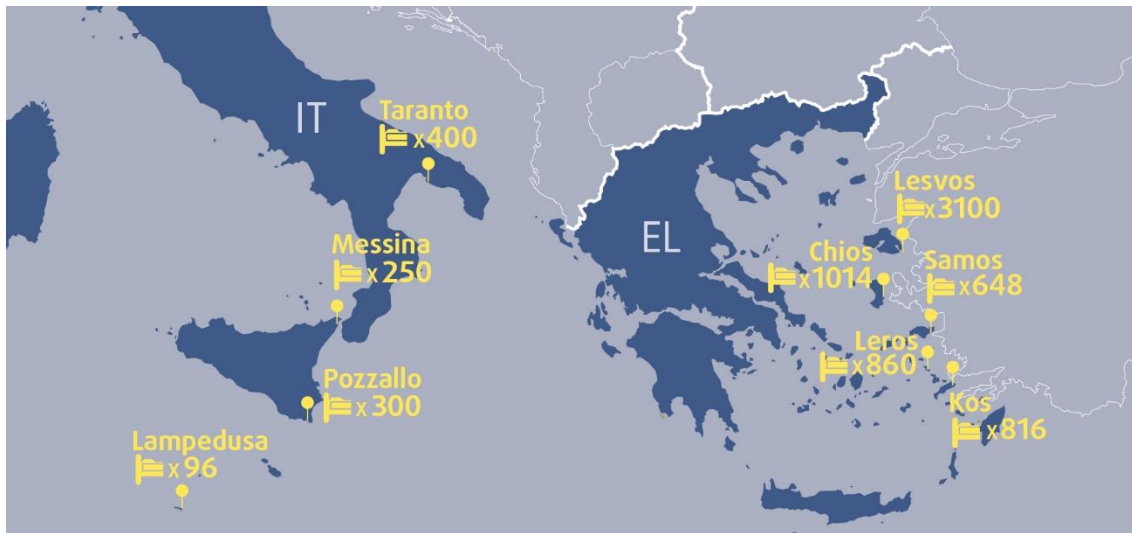 IT
Taranto
x400
Messina
x250
Pozzallo
x300
Lampedusa
x96
EL
Lesvos
x3100
Chios
x1014
Samos
x648
Leros
x860
Kos
x816